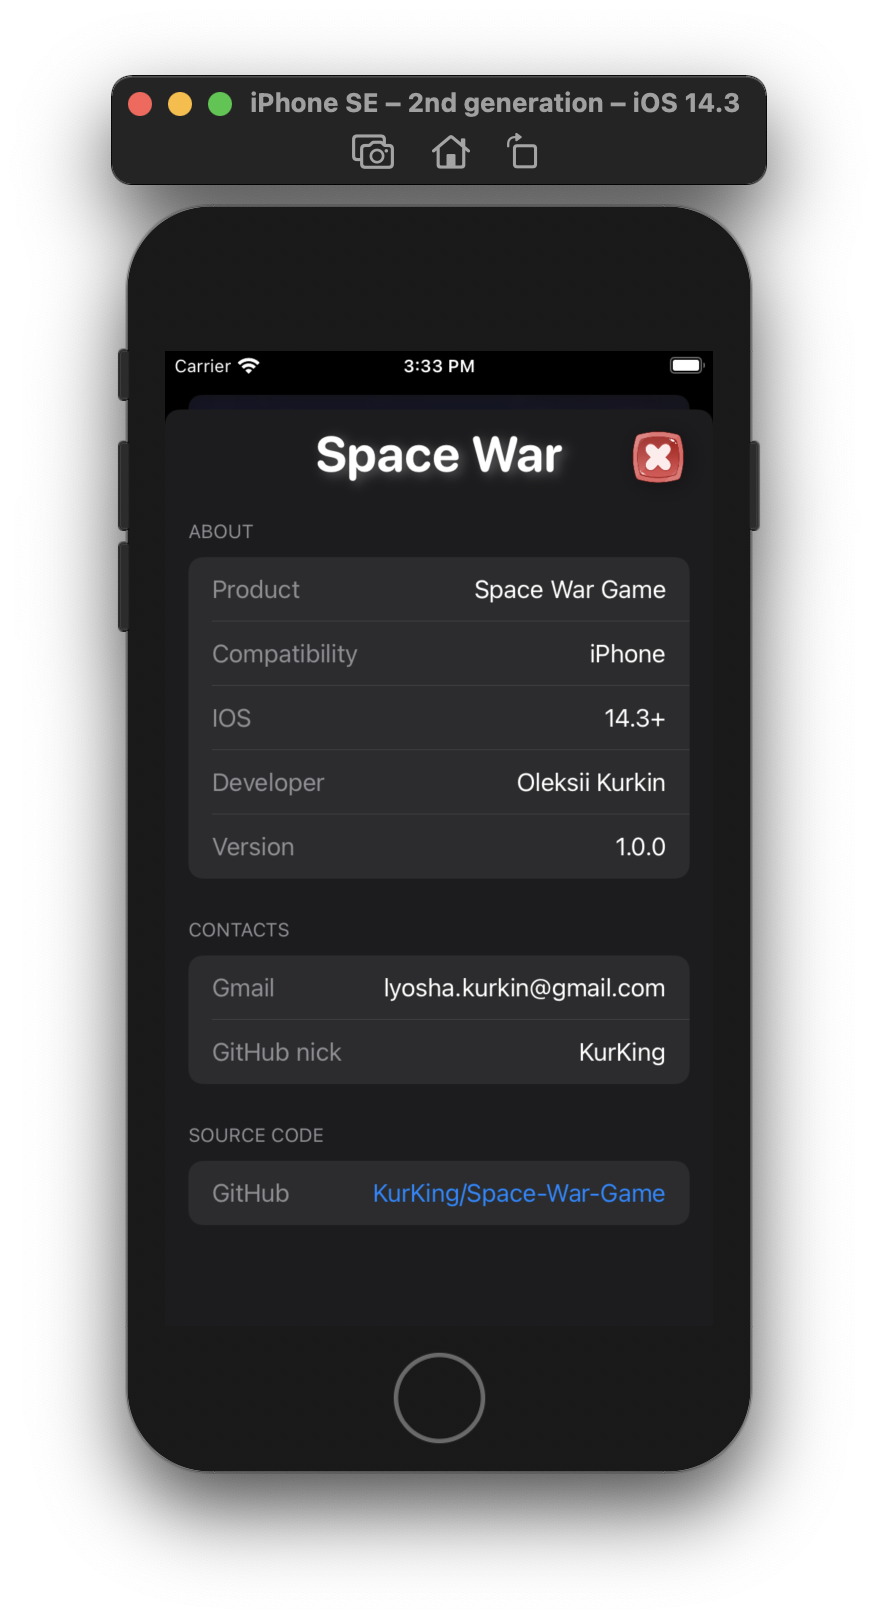 iPhone SE – 2nd generation – iOS 14.3
Carrier 3:33 PM
Space War
ABOUT
Product Space War Game
Compatibility iPhone
IOS 14.3+
Developer Oleksii Kurkin
Version 1.0.0
CONTACTS
Gmail lyosha.kurkin@gmail.com
GitHub nick KurKing
SOURCE CODE
GitHub KurKing/Space-War-Game